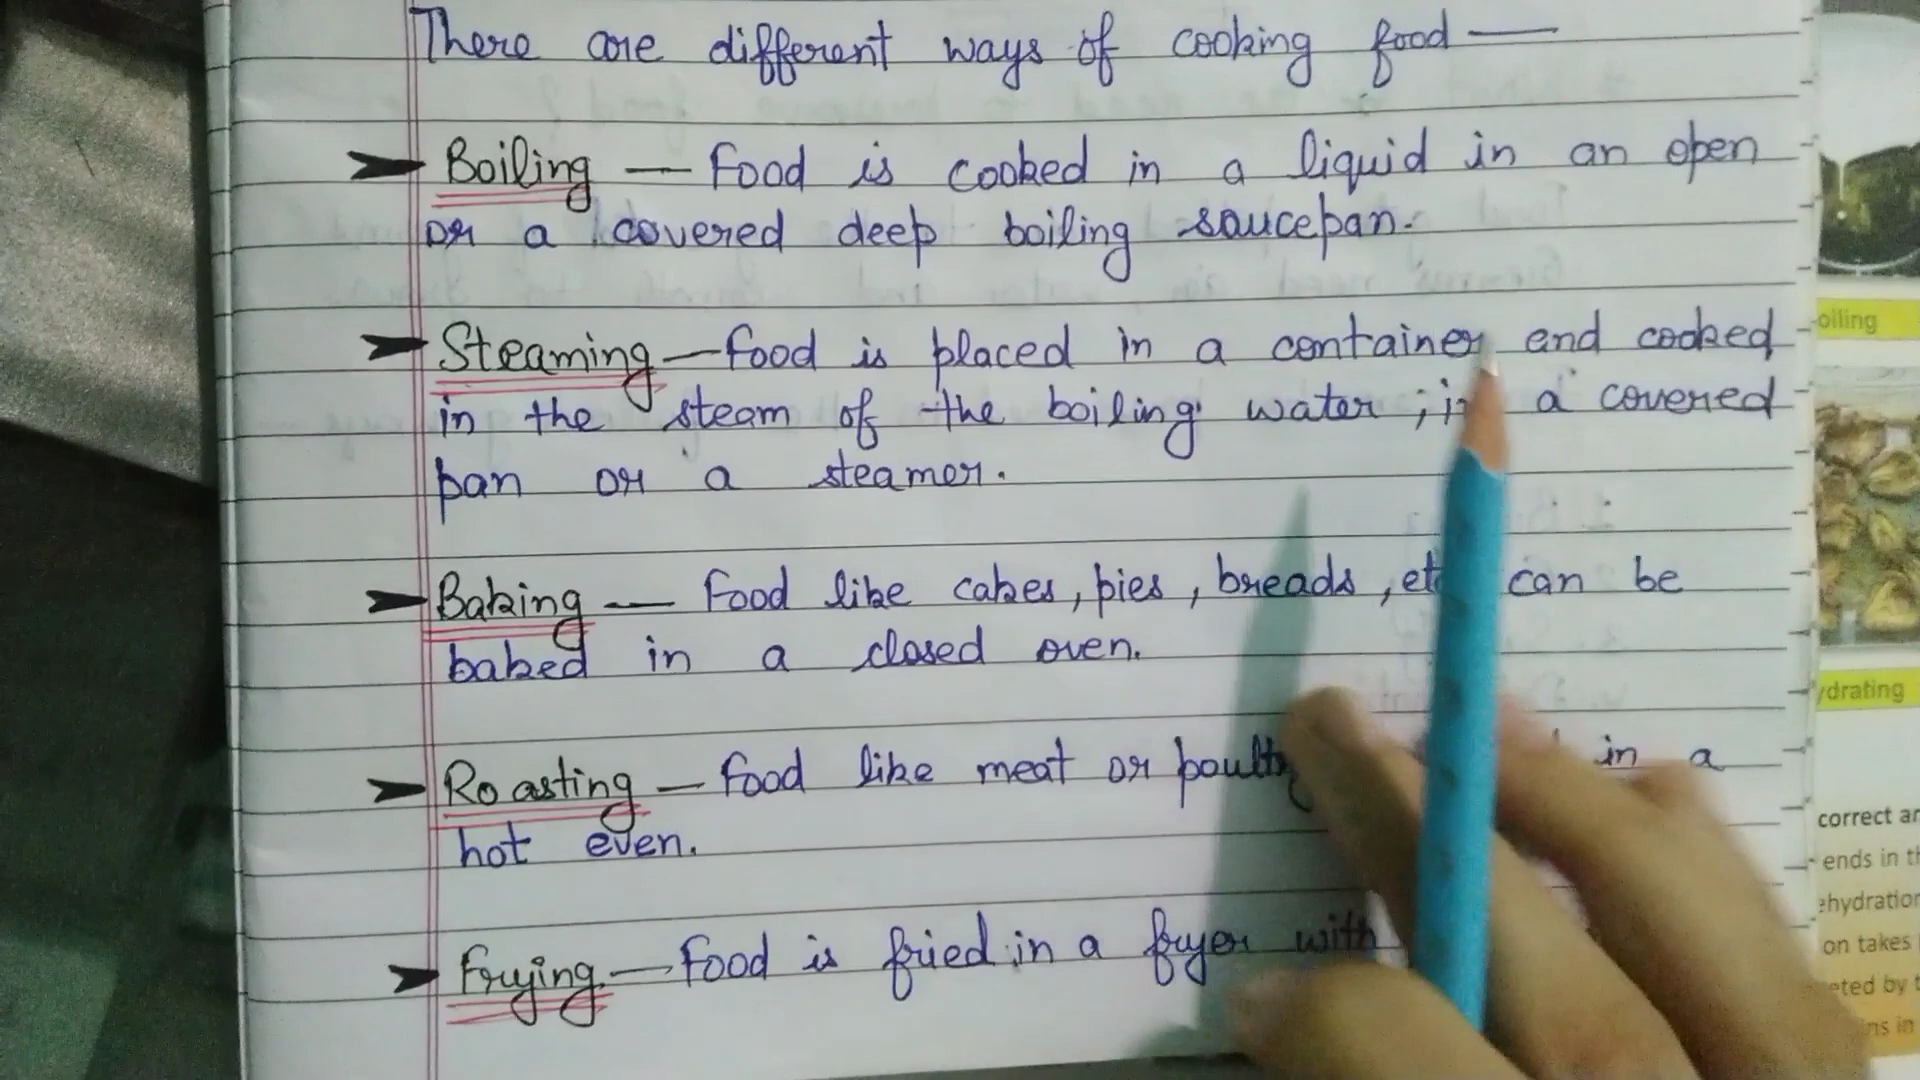 There are different ways of cooking food —
Boiling — Food is cooked in a liquid in an open
or a covered deep boiling saucepan.
Steaming — Food is placed in a container and cooked
in the steam of the boiling water ; in a covered
pan or a steamer.
Baking — Food like cakes, pies, breads, etc can be
baked in a closed oven.
Roasting — Food like meat or poultry in a
hot even.
Frying — Food is fried in a fryer with
oiling
ydrating
correct ar
ends in th
ehydration
on takes
eted by t
ns in